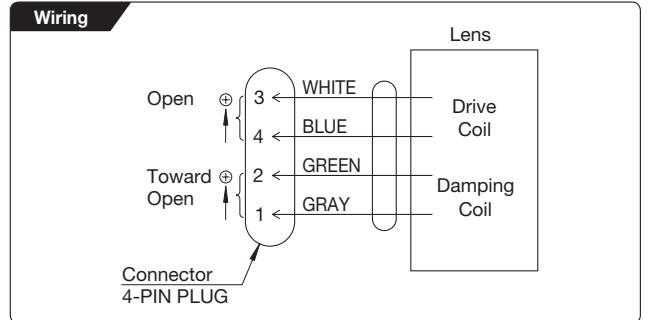 Wiring
Lens
Open ⊕ 3 WHITE
Drive
Coil
4 BLUE
Toward ⊕ 2 GREEN
Open
Damping
Coil
1 GRAY
Connector
4-PIN PLUG